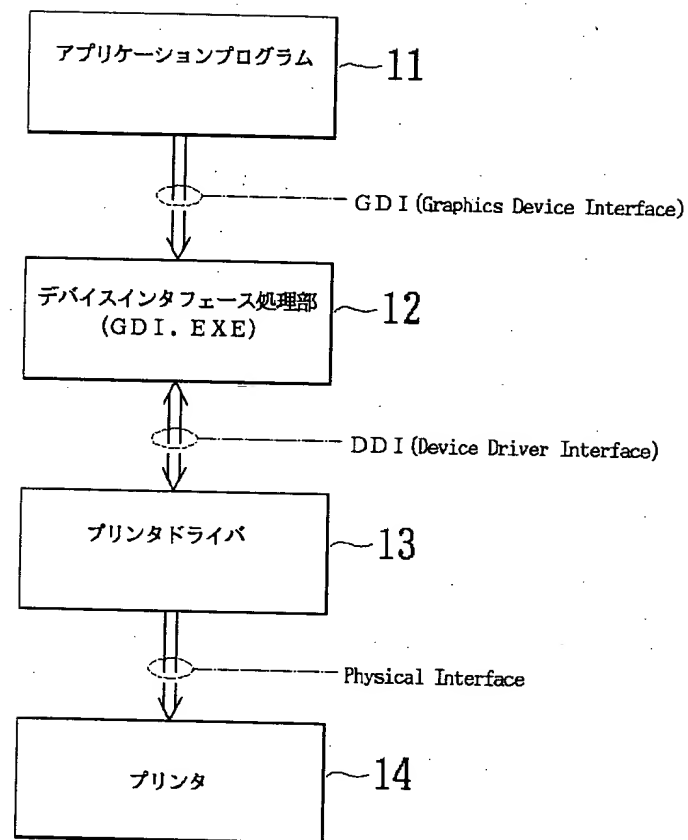 アプリケーションプログラム
11
GDI(Graphics Device Interface)
デバイスインタフェース処理部
(GDI.EXE)
12
DDI(Device Driver Interface)
プリンタドライバ
13
Physical Interface
プリンタ
14